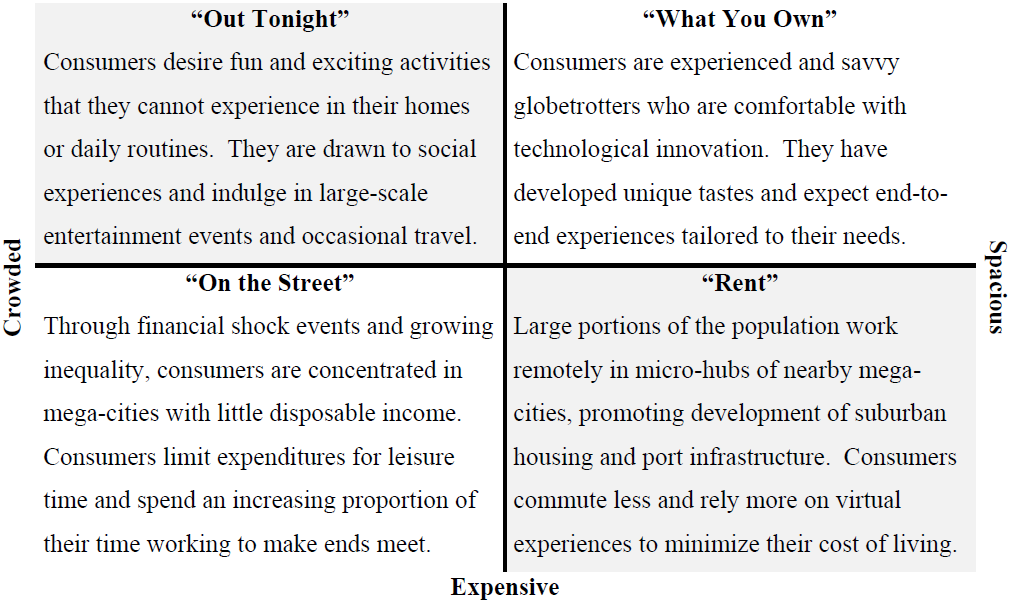 “Out Tonight”
Consumers desire fun and exciting activities
that they cannot experience in their homes
or daily routines.  They are drawn to social
experiences and indulge in large-scale
entertainment events and occasional travel.
“What You Own”
Consumers are experienced and savvy
globetrotters who are comfortable with
technological innovation.  They have
developed unique tastes and expect end-to-
end experiences tailored to their needs.
Crowded
Spacious
“On the Street”
Through financial shock events and growing
inequality, consumers are concentrated in
mega-cities with little disposable income.
Consumers limit expenditures for leisure
time and spend an increasing proportion of
their time working to make ends meet.
“Rent”
Large portions of the population work
remotely in micro-hubs of nearby mega-
cities, promoting development of suburban
housing and port infrastructure.  Consumers
commute less and rely more on virtual
experiences to minimize their cost of living.
Expensive